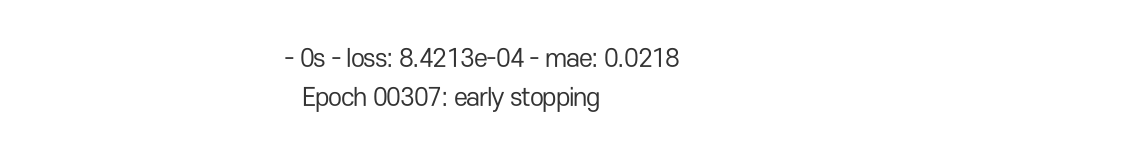 - 0s - loss: 8.4213e-04 - mae: 0.0218
Epoch 00307: early stopping